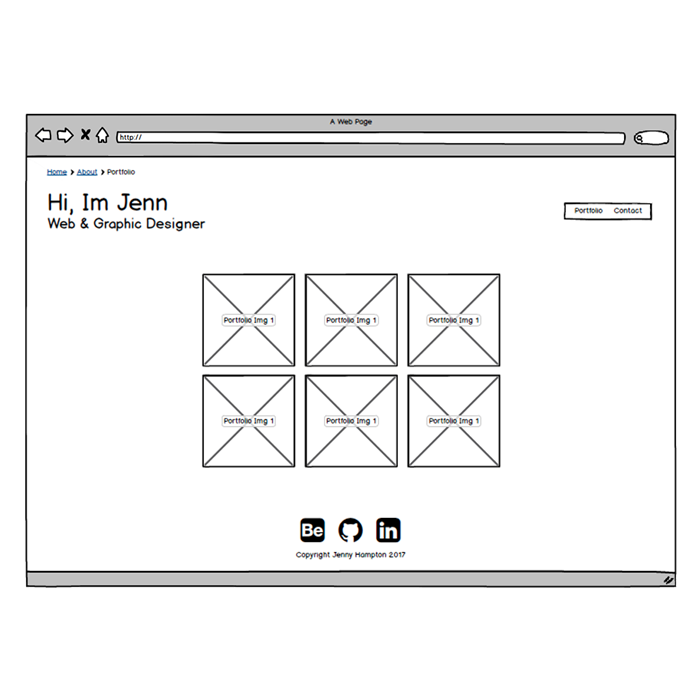 A Web Page
http://
Home > About > Portfolio
Hi, Im Jenn
Web & Graphic Designer
Portfolio Contact
Portfolio Img 1 Portfolio Img 1 Portfolio Img 1
Portfolio Img 1 Portfolio Img 1 Portfolio Img 1
Be in
Copyright Jenny Hampton 2017